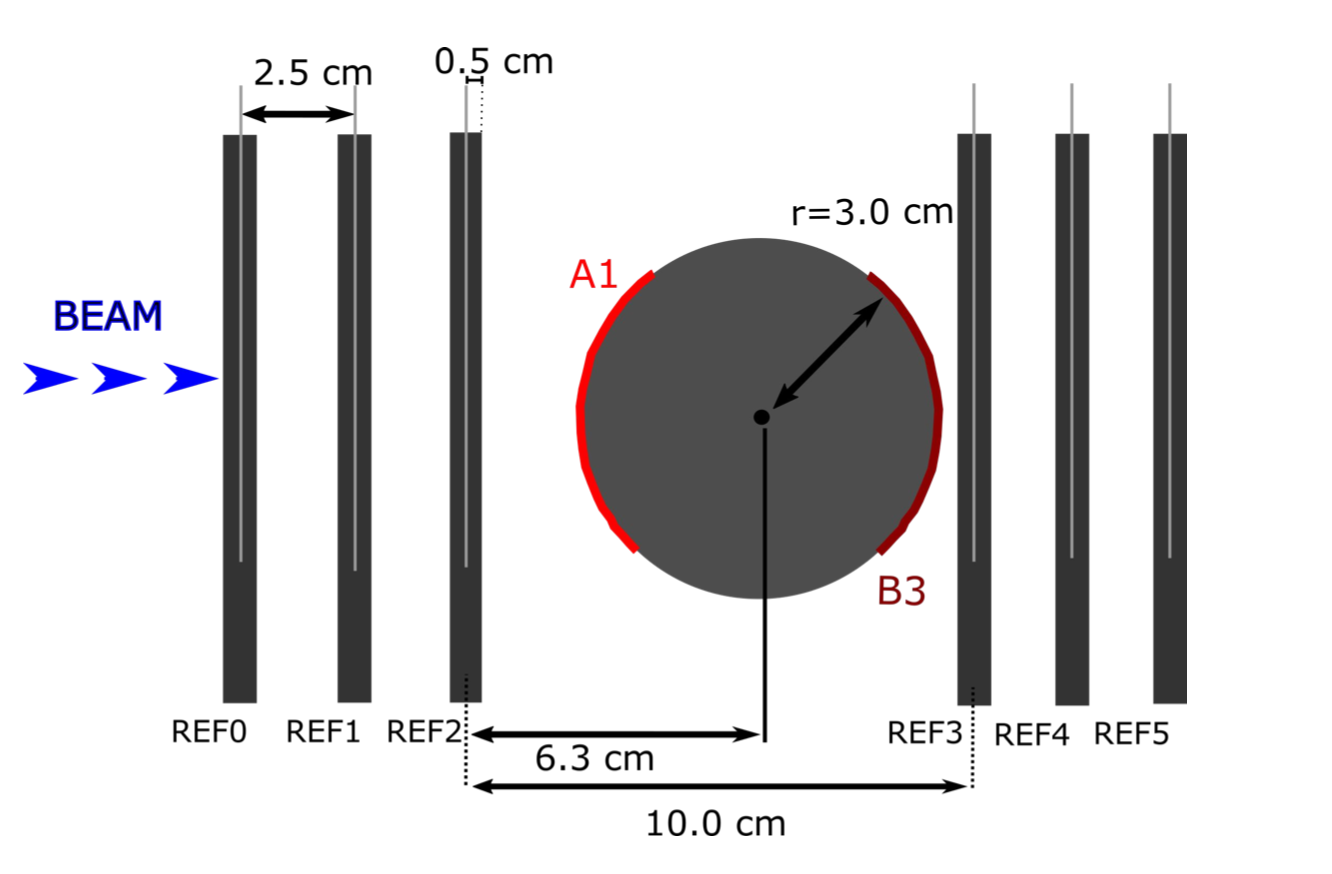 0.5 cm
2.5 cm
r=3.0 cm
A1
BEAM
B3
REF0
REF1
REF2
REF3
REF4
REF5
6.3 cm
10.0 cm